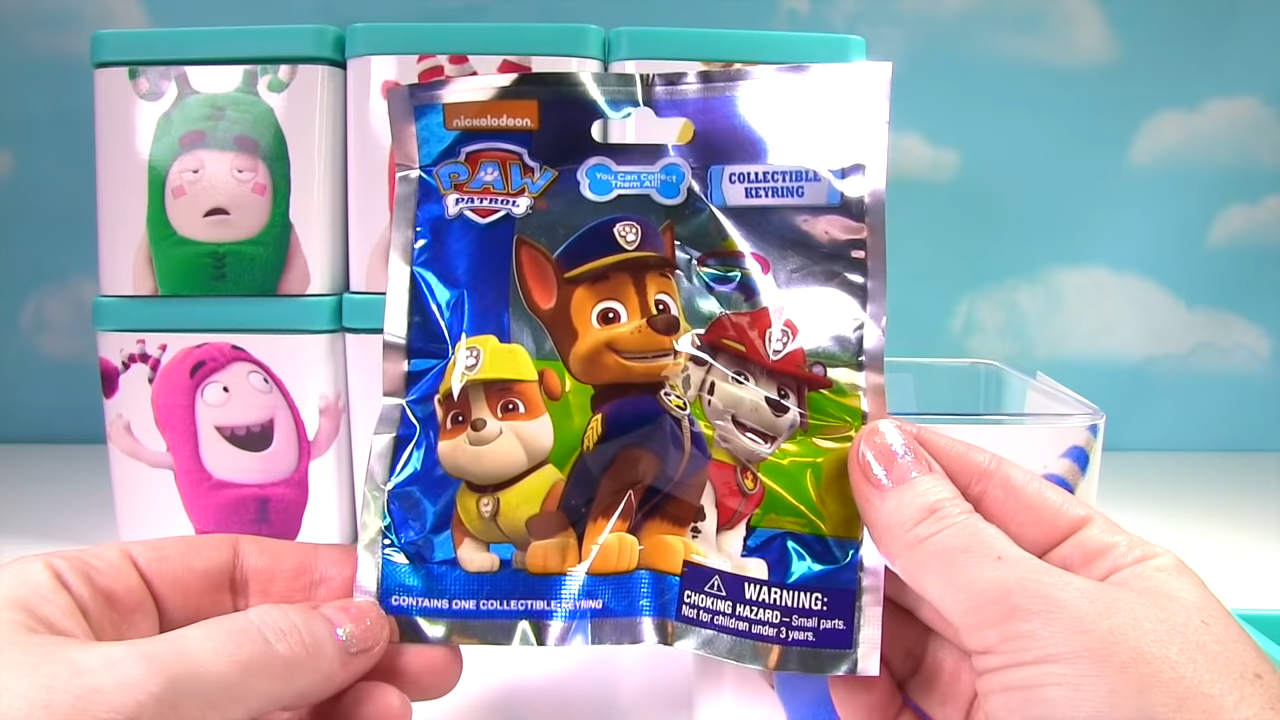 nickelodeon
PAW
PATROL
You Can Collect
Them All!
COLLECTIBLE
KEYRING
CONTAINS ONE COLLECTIBLE KEYRING
WARNING:
CHOKING HAZARD – Small parts.
Not for children under 3 years.